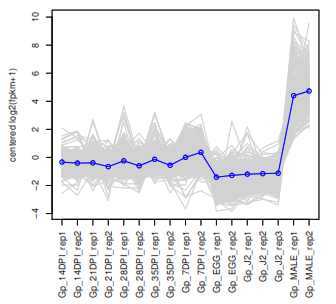 centered log2(fpkm+1)
10
8
6
4
2
0
−2
−4
Gp_14DPI_rep1
Gp_14DPI_rep2
Gp_21DPI_rep1
Gp_21DPI_rep2
Gp_28DPI_rep1
Gp_28DPI_rep2
Gp_35DPI_rep1
Gp_35DPI_rep2
Gp_7DPI_rep1
Gp_7DPI_rep2
Gp_EGG_rep1
Gp_EGG_rep2
Gp_J2_rep1
Gp_J2_rep2
Gp_J2_rep3
Gp_MALE_rep1
Gp_MALE_rep2